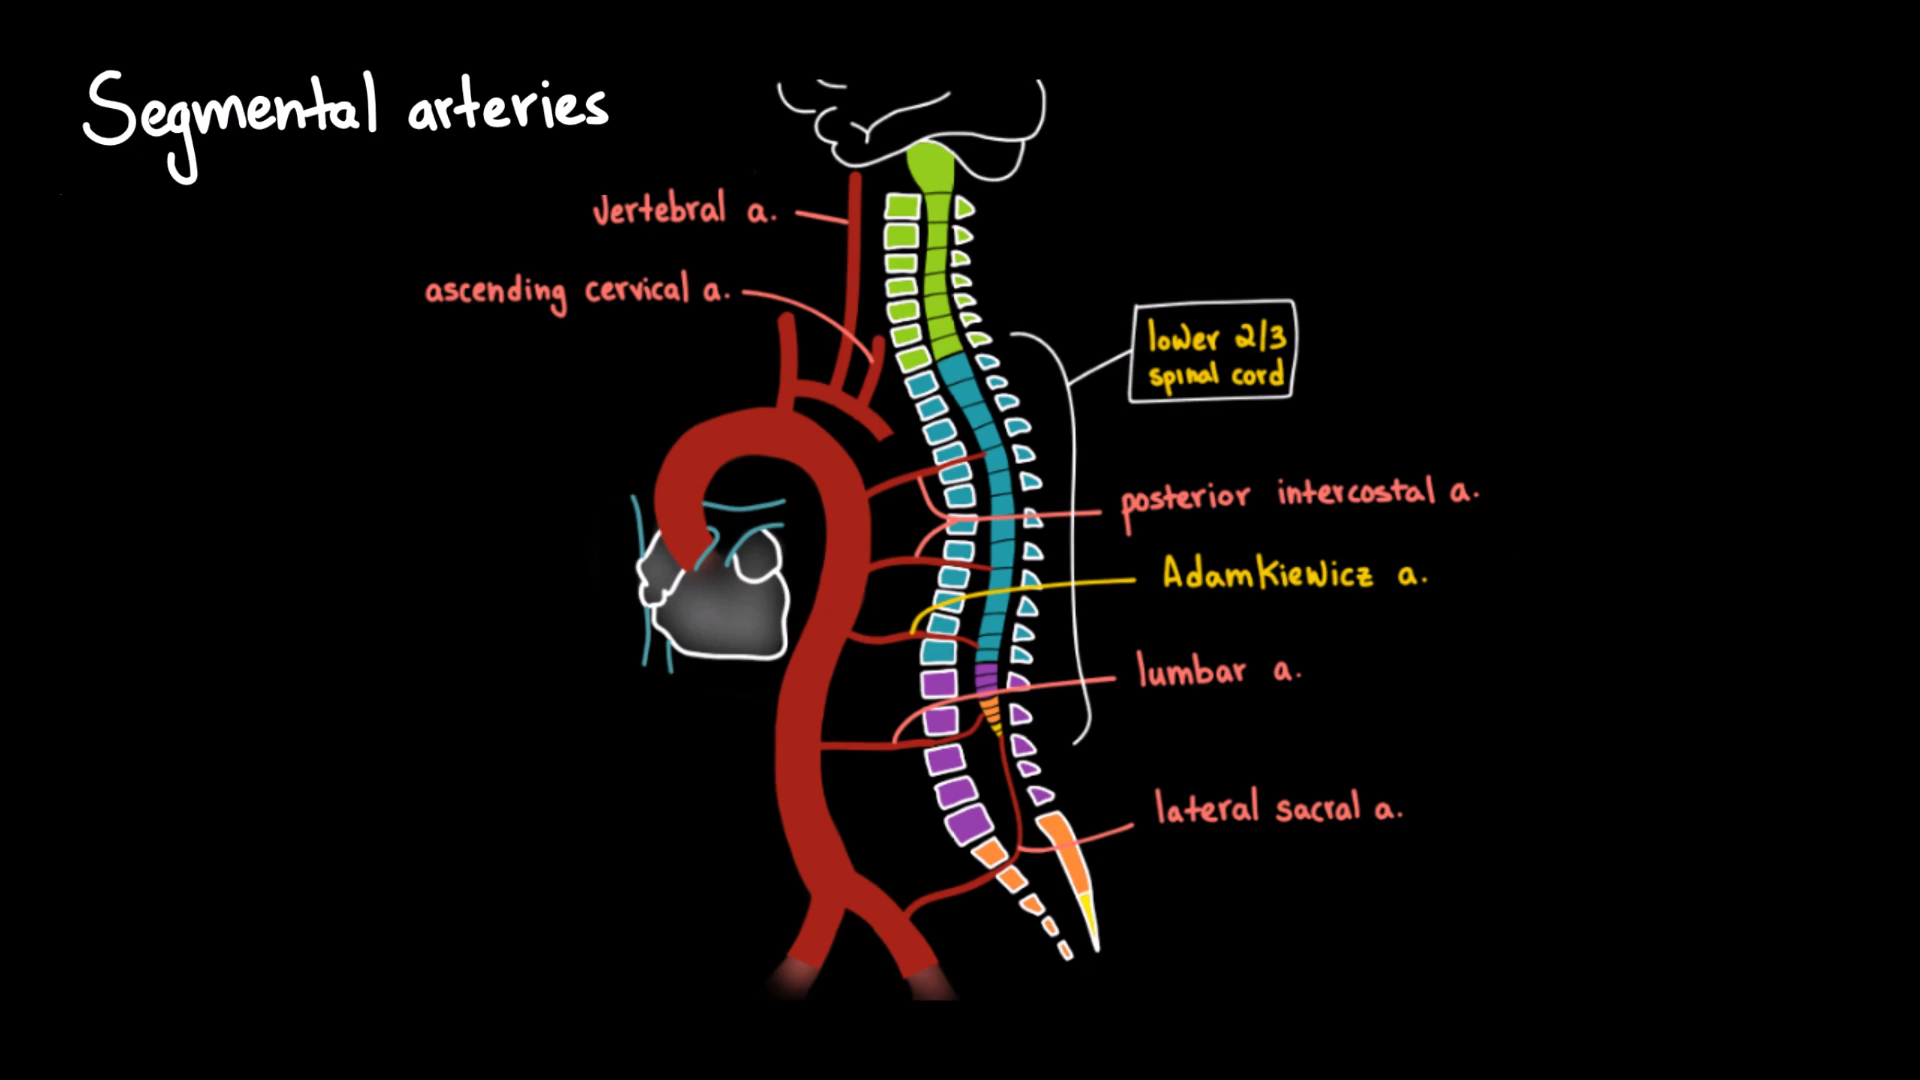 Segmental arteries
vertebral a.
ascending cervical a.
lower 2/3
spinal cord
posterior intercostal a.
Adamkiewicz a.
lumbar a.
lateral sacral a.